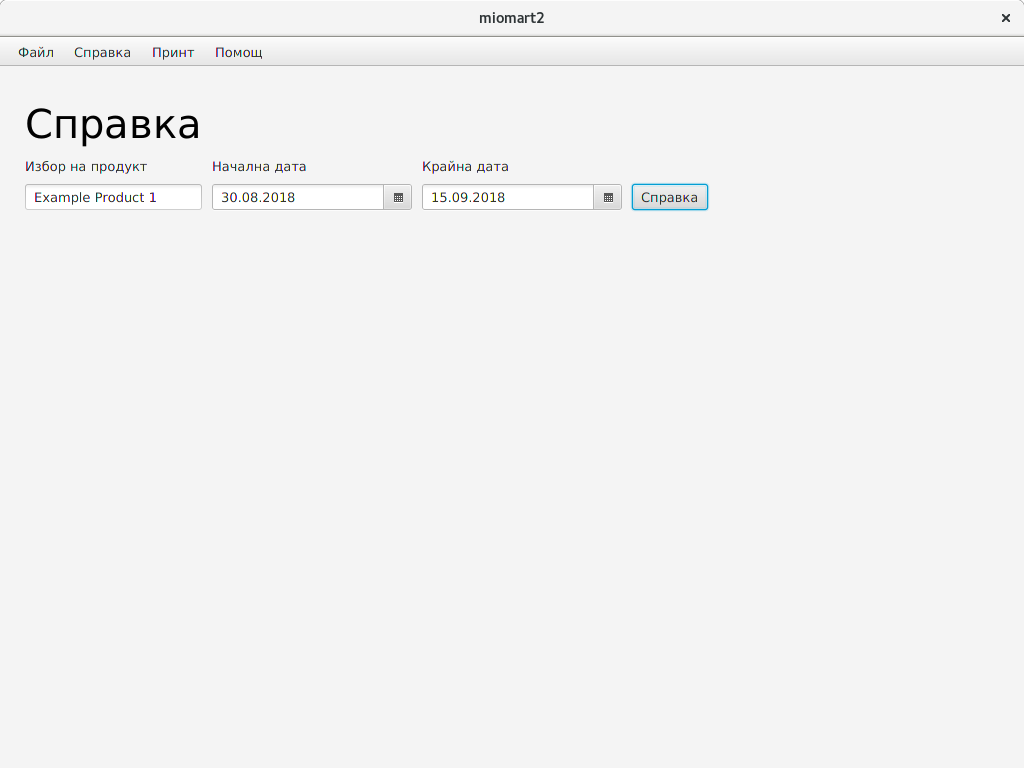 miomart2
Файл Справка Принт Помощ
Справка
Избор на продукт Начална дата Крайна дата
Example Product 1 30.08.2018 15.09.2018 Справка